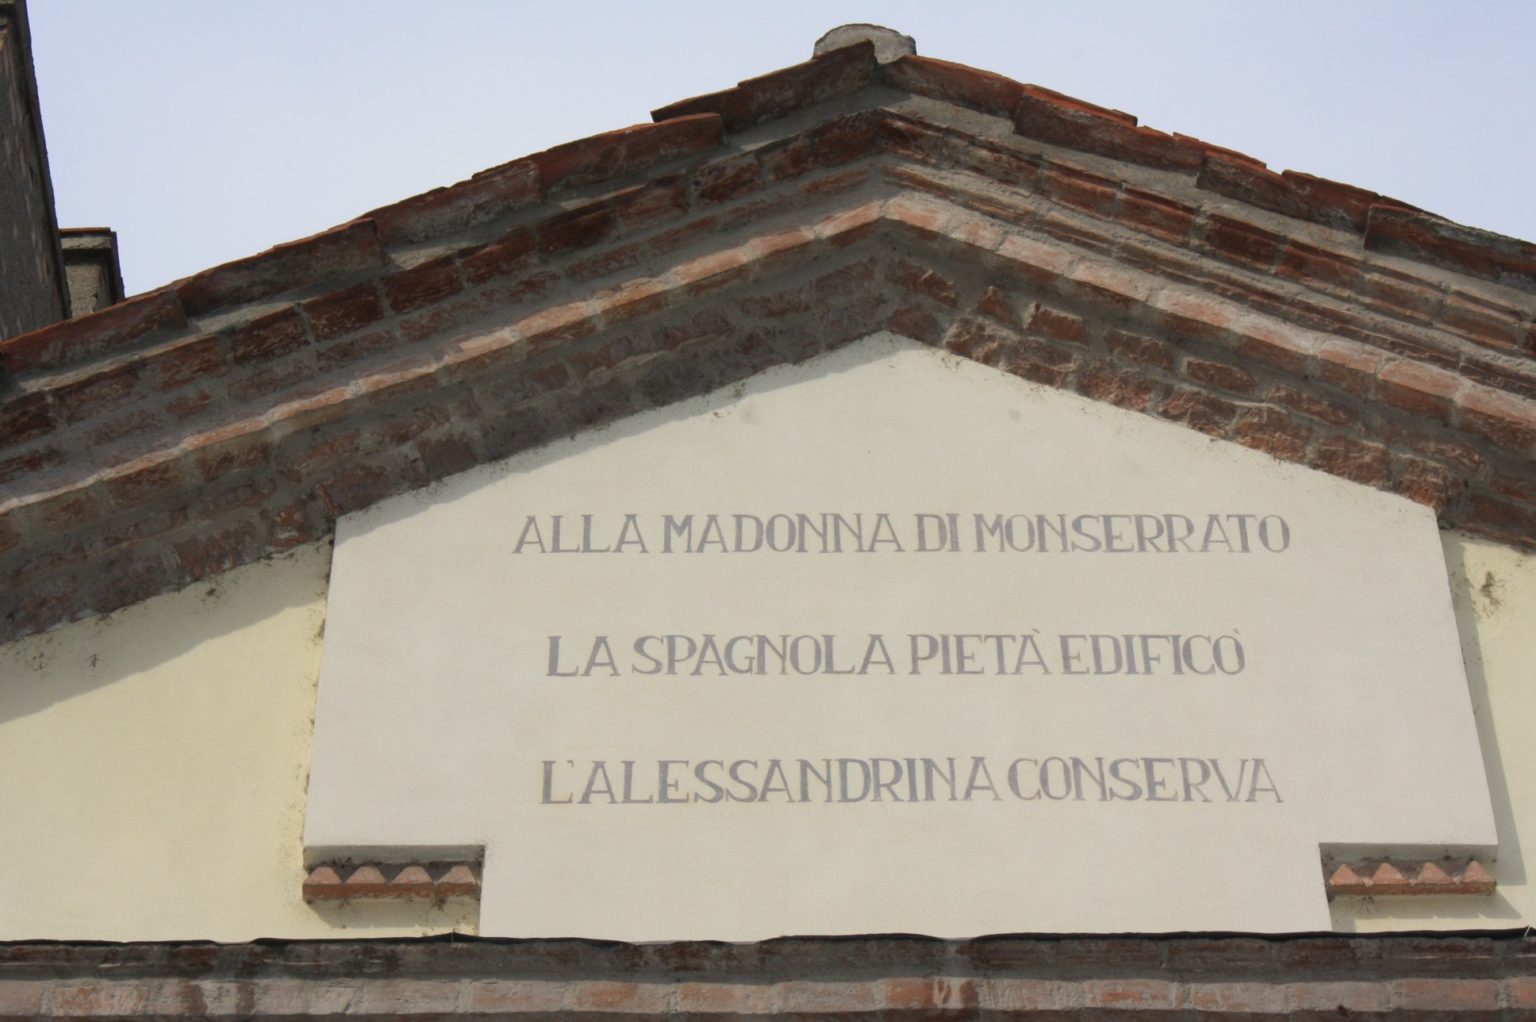 ALLA MADONNA DI MONSERRATO
LA SPAGNOLA PIETÀ EDIFICÒ
L'ALESSANDRINA CONSERVA